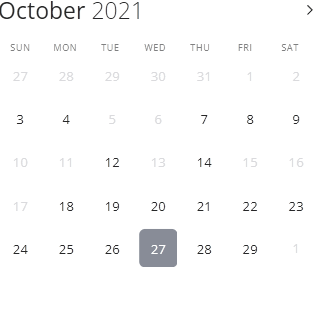 October 2021
SUN MON TUE WED THU FRI SAT
27 28 29 30 31 1 2
3 4 5 6 7 8 9
10 11 12 13 14 15 16
17 18 19 20 21 22 23
24 25 26 27 28 29 1